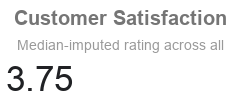 Customer Satisfaction
Median-imputed rating across all
3.75